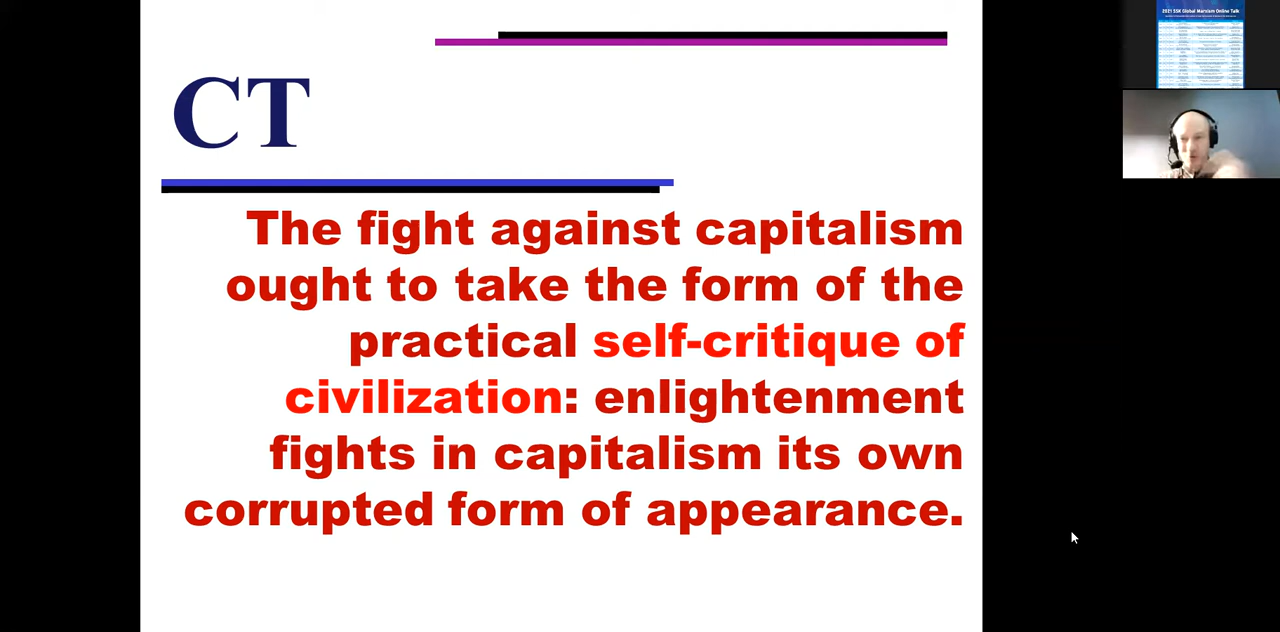 2021 SSK Global Marxism Online Talk
CT
The fight against capitalism
ought to take the form of the
practical self-critique of
civilization: enlightenment
fights in capitalism its own
corrupted form of appearance.